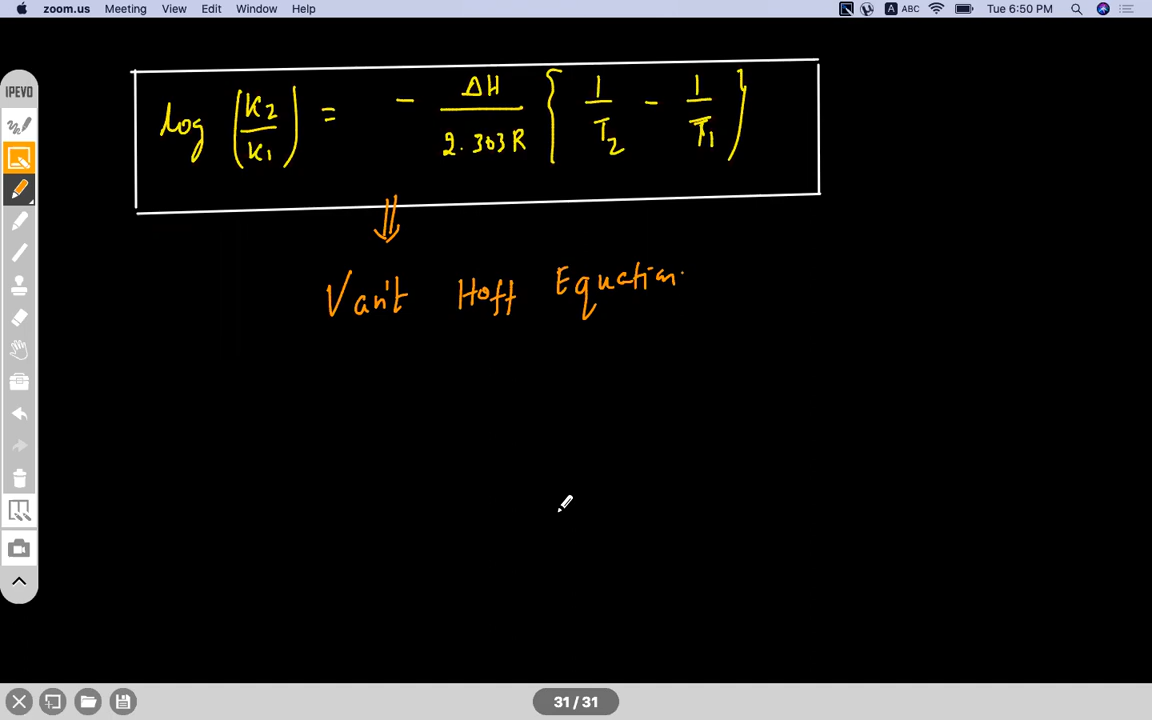 zoom.us Meeting View Edit Window Help A ABC Tue 6:50 PM
IPEVO
log (K2/K1) = - ΔH/2.303R { 1/T2 - 1/T1 )
Van't Hoff Equation.
31 / 31